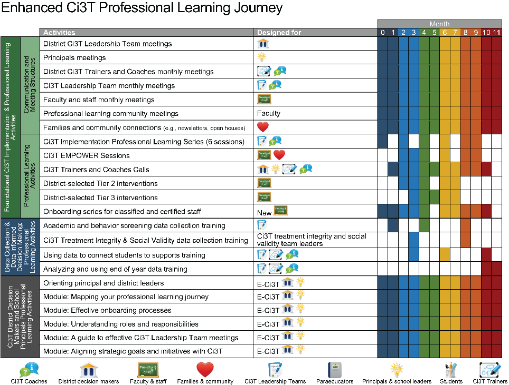 Enhanced Ci3T Professional Learning Journey
Month
Activities Designed for 0 1 2 3 4 5 6 7 8 9 10 11
Foundational Ci3T Implementation & Professional Learning Activities
Communication and Meeting Structures
District Ci3T Leadership Team meetings
Principals meetings
District Ci3T Trainers and Coaches monthly meetings
Ci3T Leadership Team monthly meetings
Faculty and staff monthly meetings
Professional learning community meetings Faculty
Families and community connections (e.g., newsletters, open houses)
Professional Learning Activities
Ci3T Implementation Professional Learning Series (6 sessions)
Ci3T EMPOWER Sessions
Ci3T Trainers and Coaches Calls
District-selected Tier 2 interventions
District-selected Tier 3 interventions
Onboarding series for classified and certified staff New
Academic and behavior screening data collection training
Ci3T Treatment Integrity & Social Validity data collection training Ci3T treatment integrity and social validity team leaders
Using data to connect students to supports training
Analyzing and using end of year data training
Ci3T District Decision Makers and School Principals Professional Learning Activities
Orienting principal and district leaders E-Ci3T
Module: Mapping your professional learning journey E-Ci3T
Module: Effective onboarding processes E-Ci3T
Module: Understanding roles and responsibilities E-Ci3T
Module: A guide to effective Ci3T Leadership Team meetings E-Ci3T
Module: Aligning strategic goals and initiatives with Ci3T E-Ci3T
Ci3T Coaches District decision makers Faculty & staff Families & community Ci3T Leadership Teams Paraeducators Principals & school leaders Students Ci3T Trainers